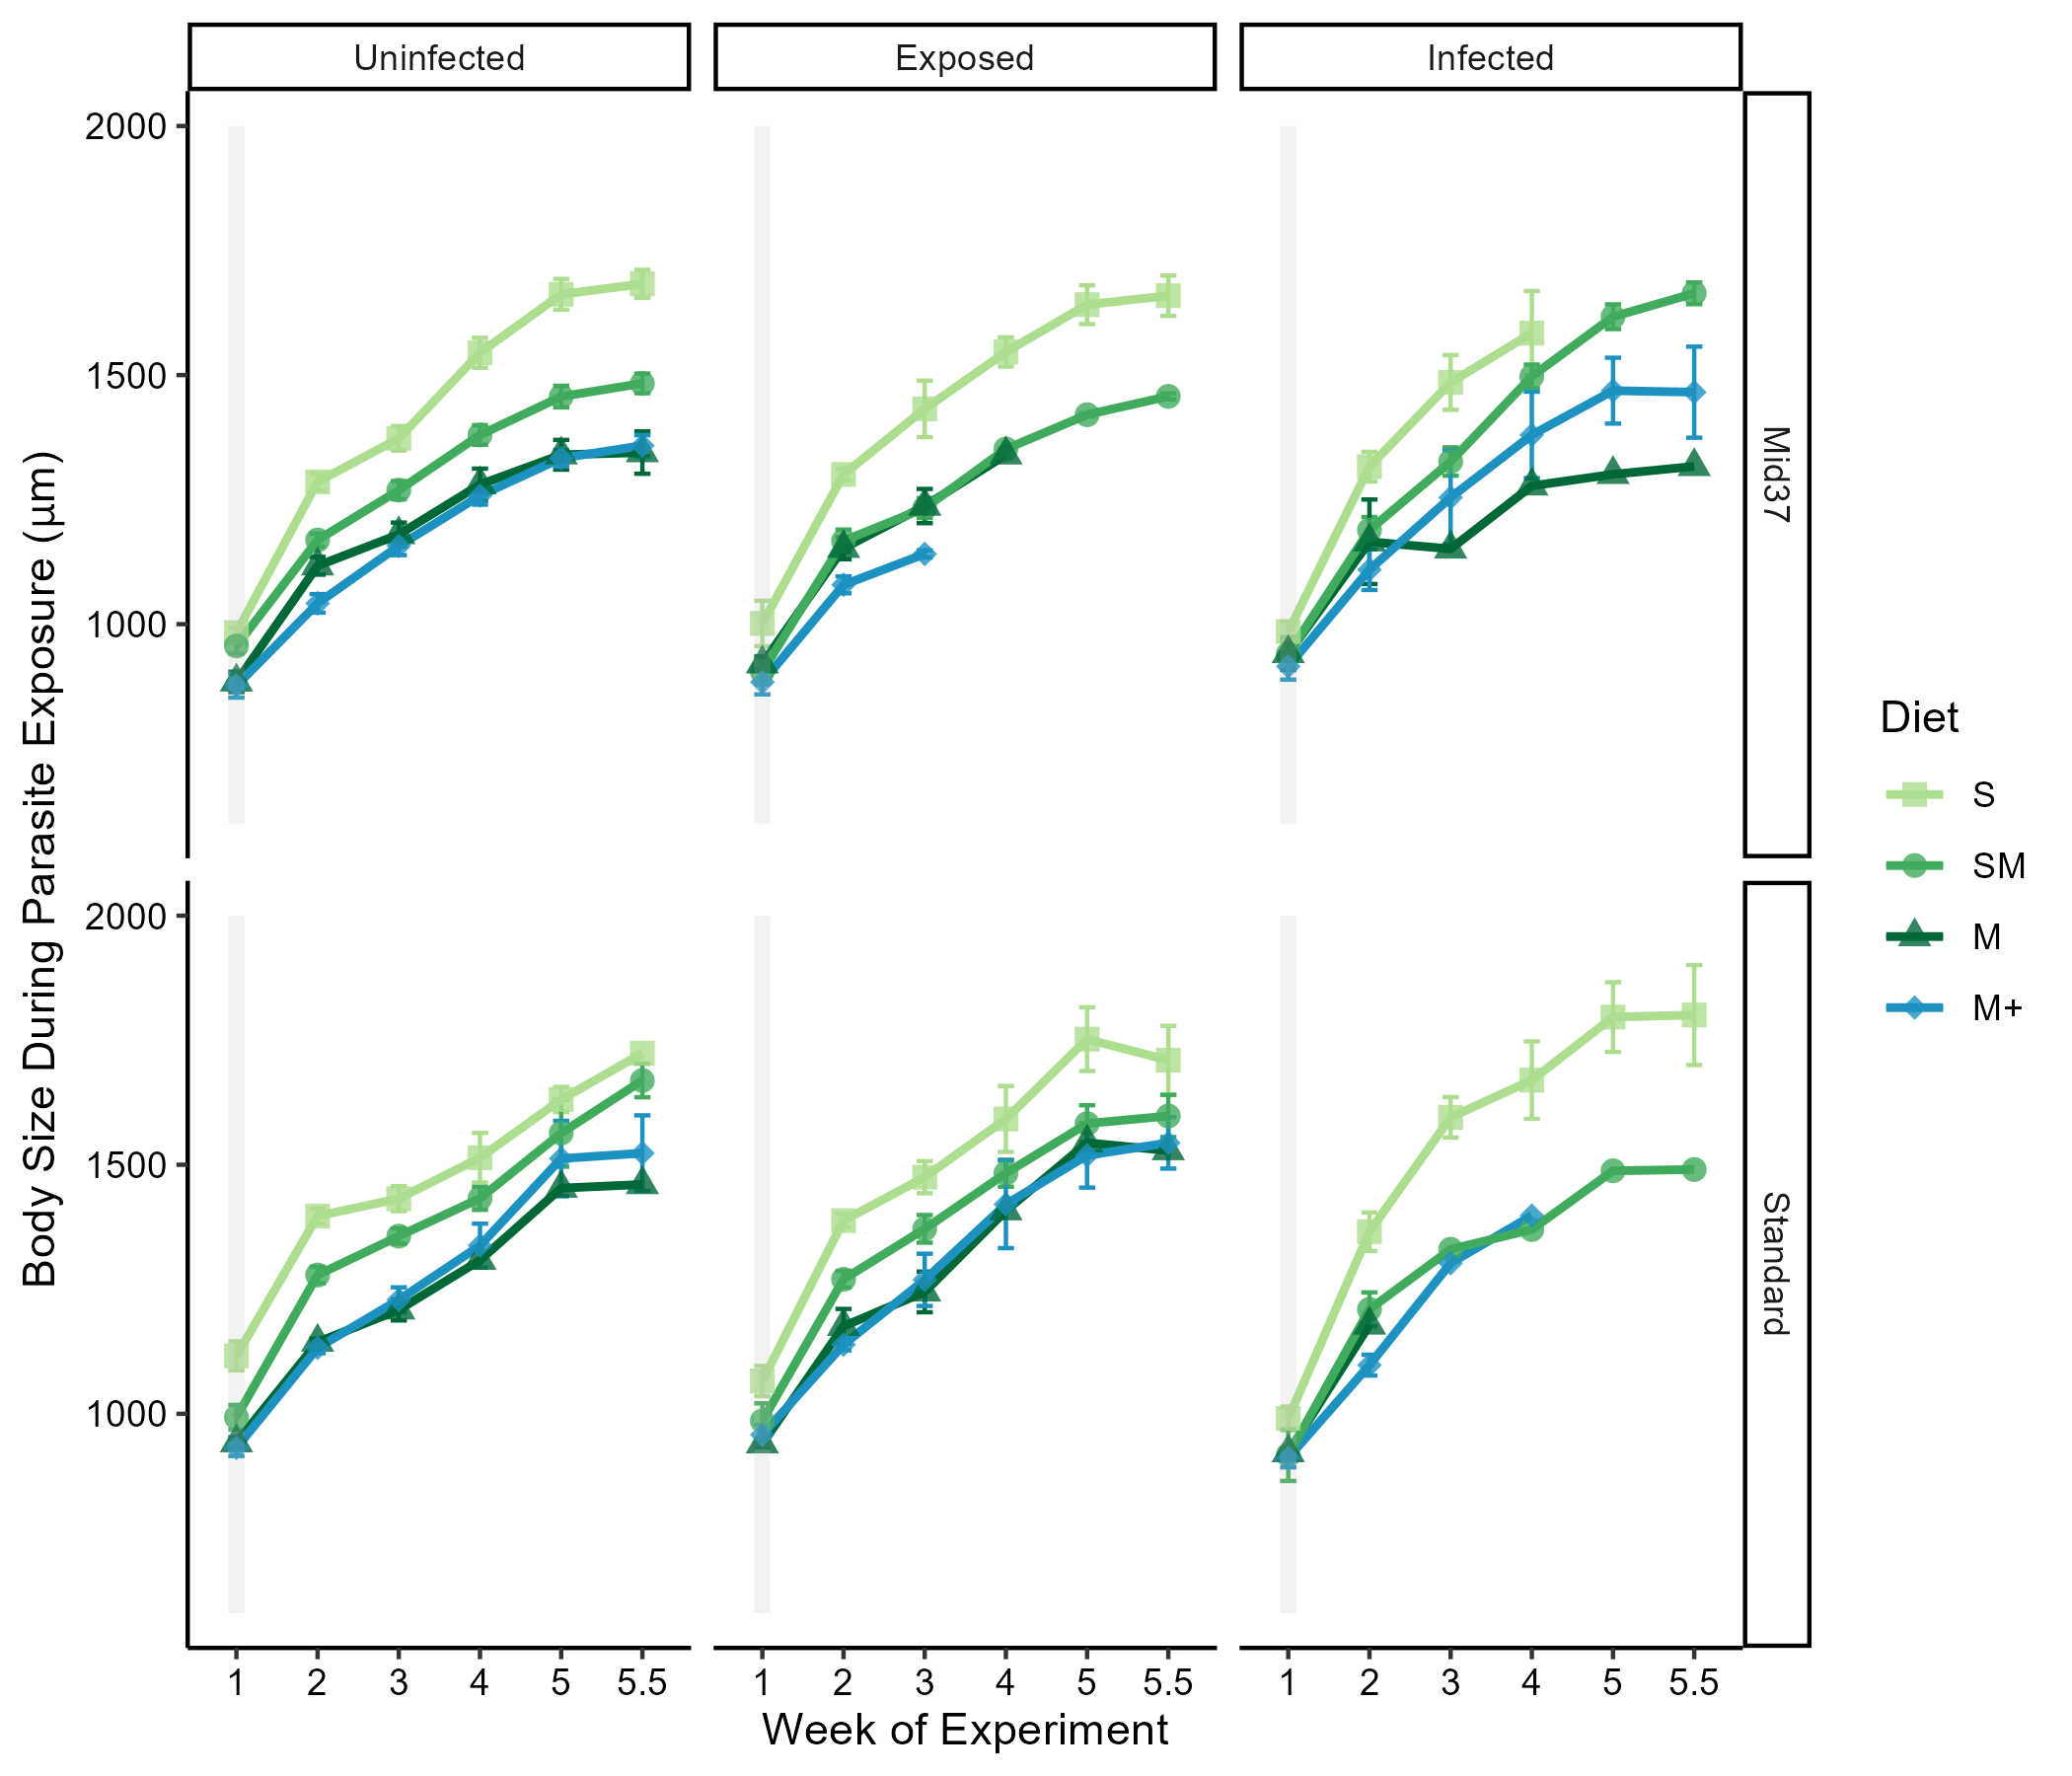 Uninfected
Exposed
Infected
Body Size During Parasite Exposure (µm)
2000
1500
1000
Mid37
2000
1500
1000
Standard
1 2 3 4 5 5.5
1 2 3 4 5 5.5
1 2 3 4 5 5.5
Week of Experiment
Diet
S
SM
M
M+